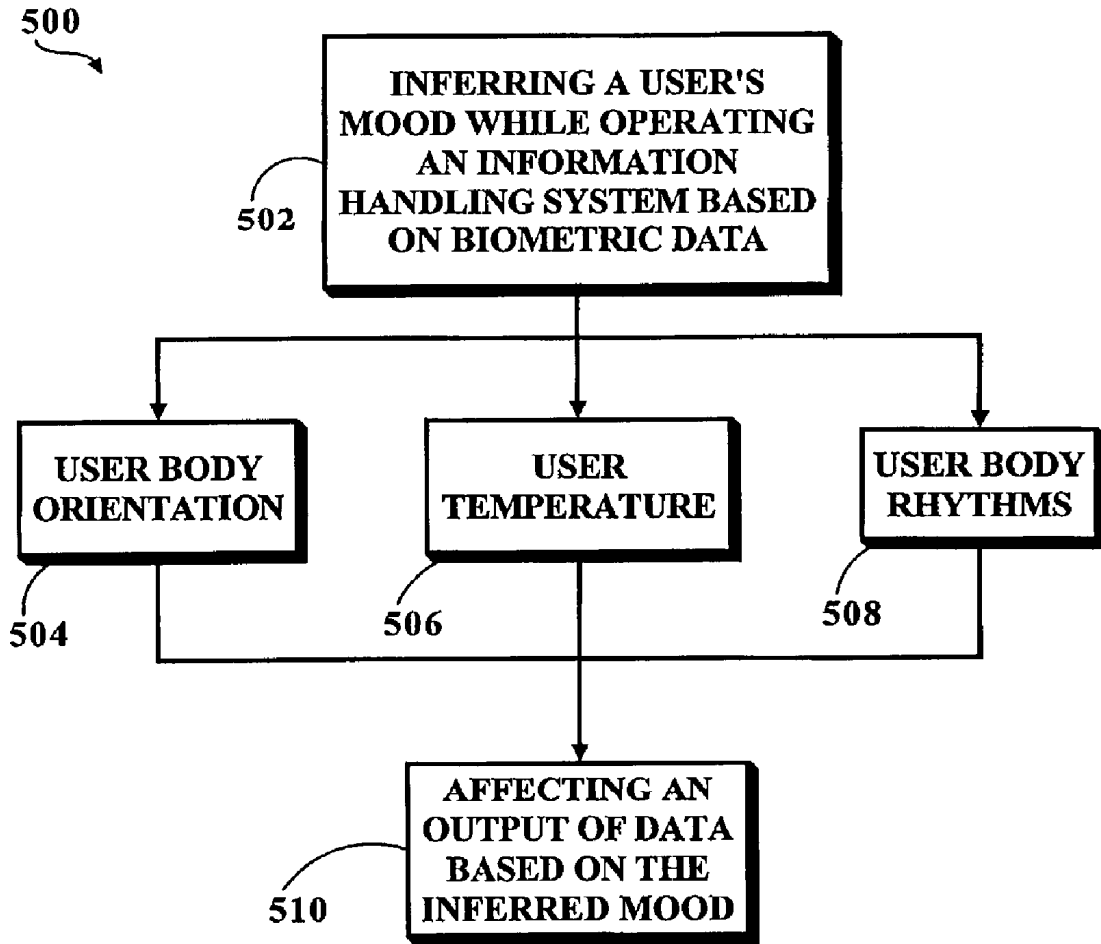 500
INFERRING A USER'S
MOOD WHILE OPERATING
AN INFORMATION
HANDLING SYSTEM BASED
ON BIOMETRIC DATA
502
USER BODY
ORIENTATION
504
USER
TEMPERATURE
506
USER BODY
RHYTHMS
508
AFFECTING AN
OUTPUT OF DATA
BASED ON THE
INFERRED MOOD
510